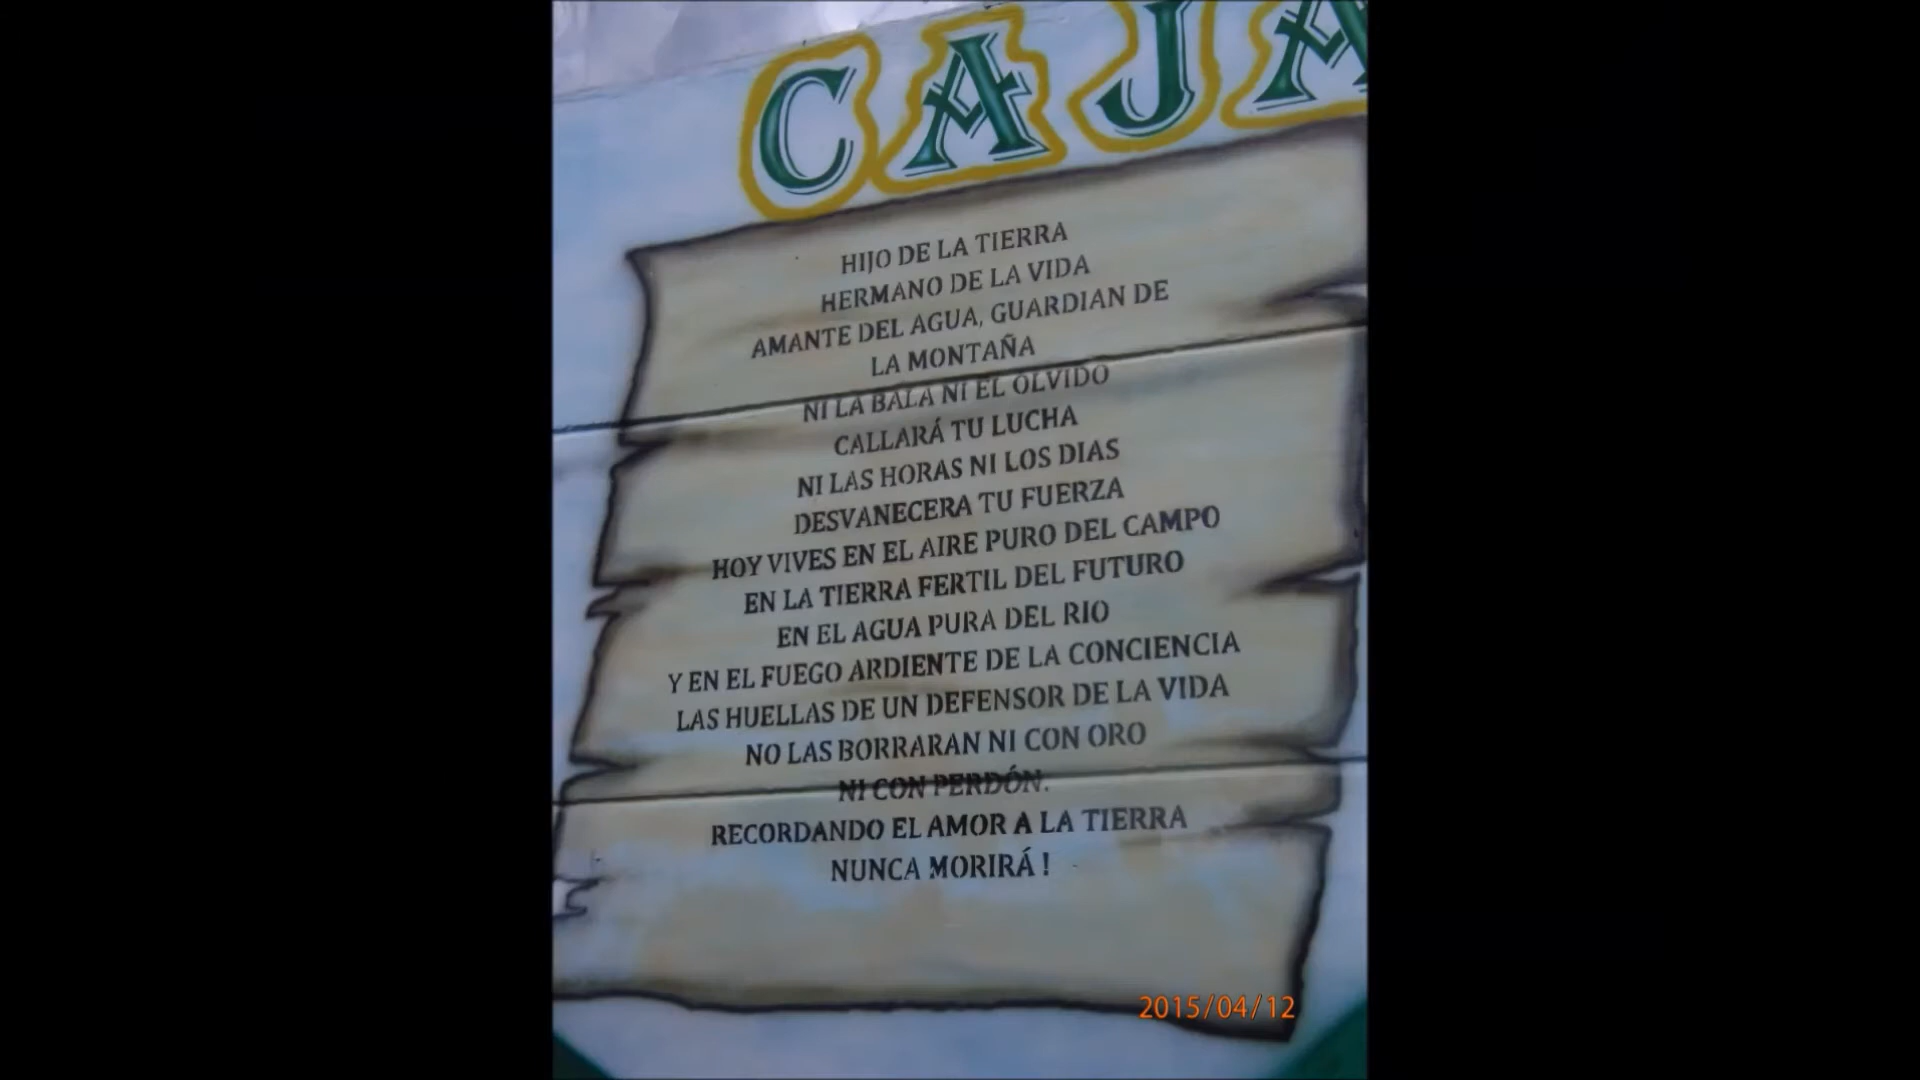 CAJA
HIJO DE LA TIERRA
HERMANO DE LA VIDA
AMANTE DEL AGUA, GUARDIAN DE
LA MONTAÑA
NI LA BALA NI EL OLVIDO
CALLARÁ TU LUCHA
NI LAS HORAS NI LOS DIAS
DESVANECERA TU FUERZA
HOY VIVES EN EL AIRE PURO DEL CAMPO
EN LA TIERRA FERTIL DEL FUTURO
EN EL AGUA PURA DEL RIO
Y EN EL FUEGO ARDIENTE DE LA CONCIENCIA
LAS HUELLAS DE UN DEFENSOR DE LA VIDA
NO LAS BORRARAN NI CON ORO
NI CON PERDÓN.
RECORDANDO EL AMOR A LA TIERRA
NUNCA MORIRÁ !
2015/04/12